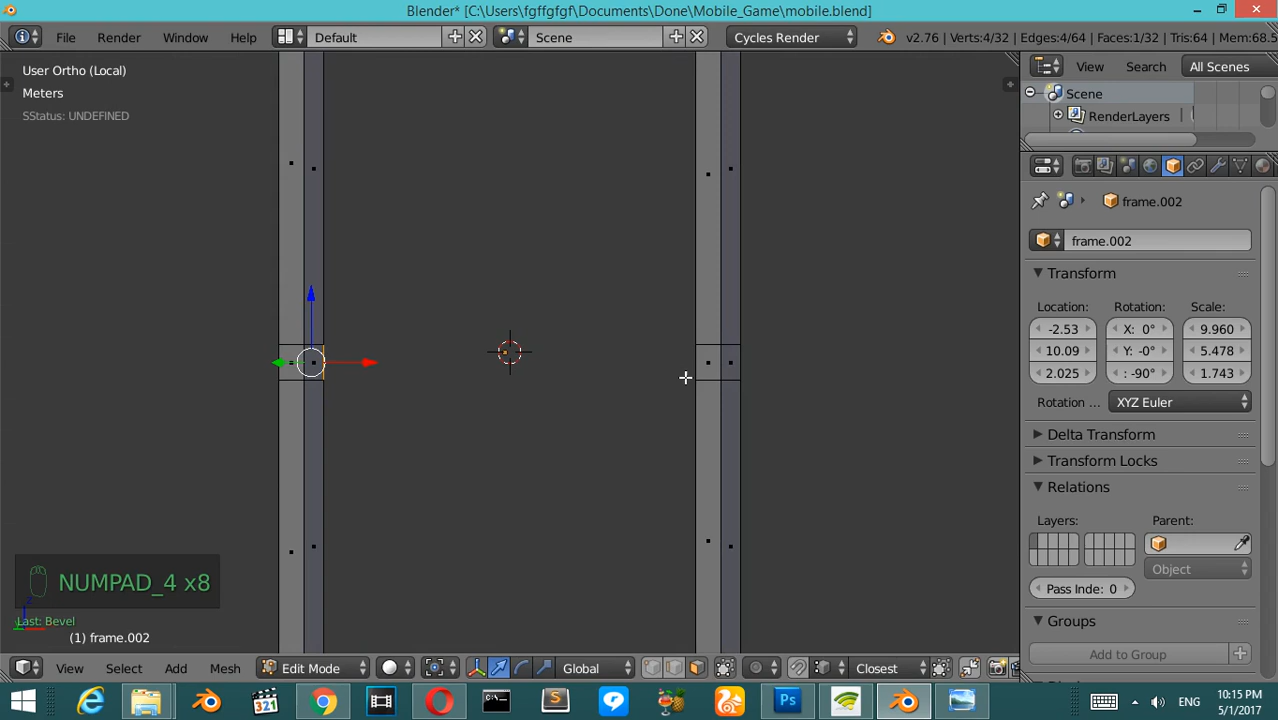 Blender* [C:\Users\fgffgfgf\Documents\Done\Mobile_Game\mobile.blend]
File Render Window Help Default Scene Cycles Render v2.76 | Verts:4/32 | Edges:4/64 | Faces:1/32 | Tris:64 | Mem:68.5
User Ortho (Local)
Meters
SStatus: UNDEFINED
View Search All Scenes
Scene
RenderLayers
frame.002
frame.002
Transform
Location: Rotation: Scale:
-2.53 X: 0° 9.960
10.09 Y: -0° 5.478
2.025 : -90° 1.743
Rotation ... XYZ Euler
Delta Transform
Transform Locks
Relations
Layers: Parent:
Object
Pass Inde: 0
Groups
Add to Group
NUMPAD_4 x8
Last: Bevel
(1) frame.002
View Select Add Mesh Edit Mode Global Closest
321 Ps ENG
10:15 PM
5/1/2017